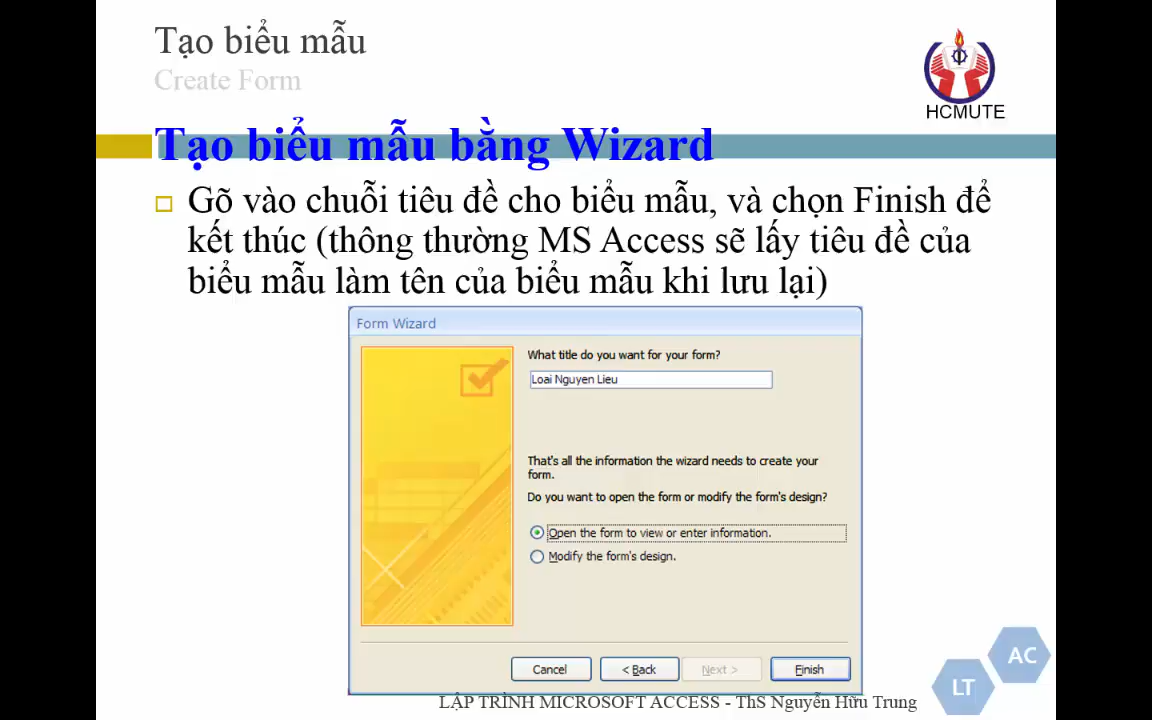 Tạo biểu mẫu
Create Form
HCMUTE
Tạo biểu mẫu bằng Wizard
Gõ vào chuỗi tiêu đề cho biểu mẫu, và chọn Finish để
kết thúc (thông thường MS Access sẽ lấy tiêu đề của
biểu mẫu làm tên của biểu mẫu khi lưu lại)
Form Wizard
What title do you want for your form?
Loai Nguyen Lieu
That's all the information the wizard needs to create your
form.
Do you want to open the form or modify the form's design?
Open the form to view or enter information.
Modify the form's design.
Cancel < Back Next > Finish
AC
LT
LẬP TRÌNH MICROSOFT ACCESS - ThS Nguyễn Hữu Trung